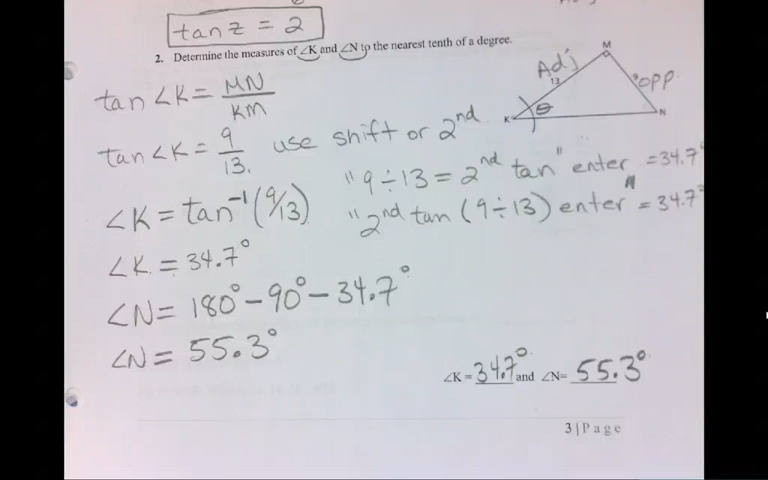 tan Z = 2
2. Determine the measures of ∠K and ∠N to the nearest tenth of a degree.
M
Adj
13
9
opp
K
θ
N
tan ∠K = MN/KM
tan ∠K = 9/13. use shift or 2nd
"9 ÷ 13 = 2nd tan" enter = 34.7°
∠K = tan⁻¹(9/13) "2nd tan (9 ÷ 13) enter" = 34.7°
∠K = 34.7°
∠N = 180° - 90° - 34.7°
∠N = 55.3°
∠K = 34.7° and ∠N= 55.3°
3 | Page